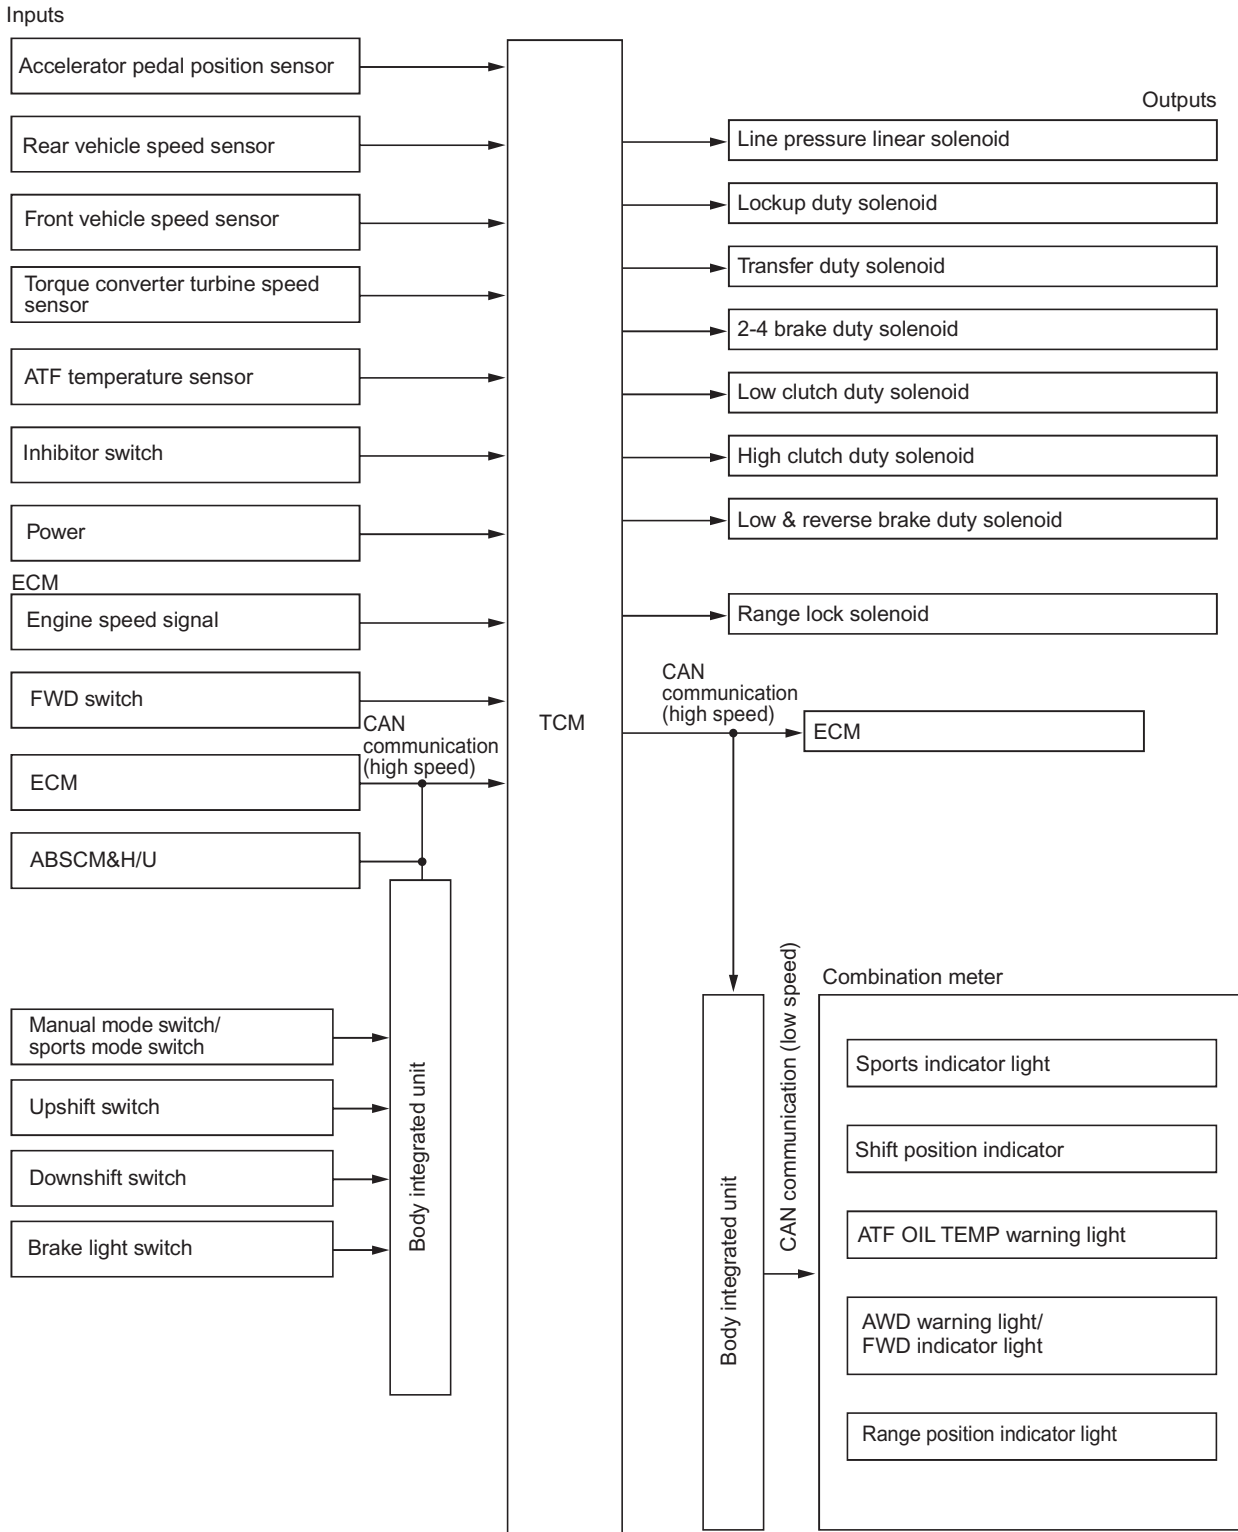 Inputs
Accelerator pedal position sensor
Rear vehicle speed sensor
Front vehicle speed sensor
Torque converter turbine speed
sensor
ATF temperature sensor
Inhibitor switch
Power
ECM
Engine speed signal
FWD switch
CAN
communication
(high speed)
ECM
ABSCM&H/U
Manual mode switch/
sports mode switch
Upshift switch
Downshift switch
Brake light switch
Body integrated unit
TCM
Outputs
Line pressure linear solenoid
Lockup duty solenoid
Transfer duty solenoid
2-4 brake duty solenoid
Low clutch duty solenoid
High clutch duty solenoid
Low & reverse brake duty solenoid
Range lock solenoid
CAN
communication
(high speed)
ECM
Body integrated unit
CAN communication (low speed)
Combination meter
Sports indicator light
Shift position indicator
ATF OIL TEMP warning light
AWD warning light/
FWD indicator light
Range position indicator light